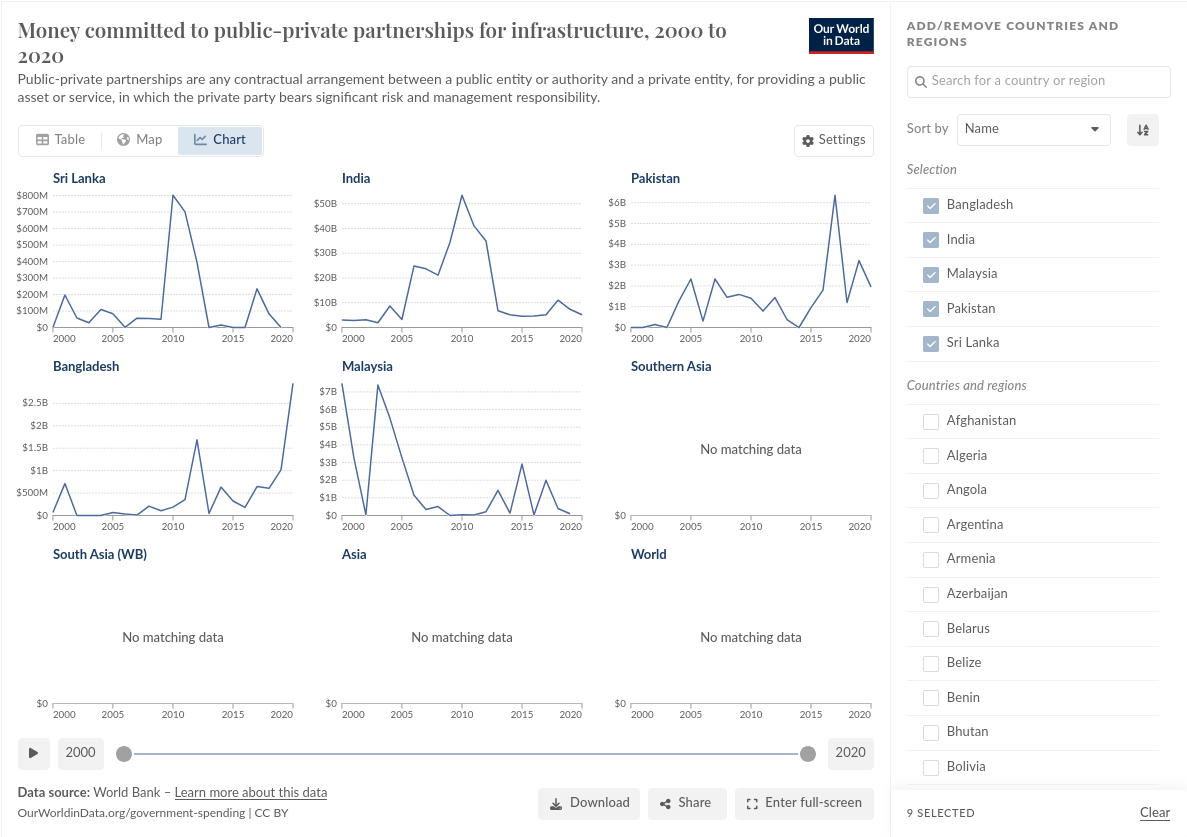 Money committed to public-private partnerships for infrastructure, 2000 to
2020
Our World
in Data
Public-private partnerships are any contractual arrangement between a public entity or authority and a private entity, for providing a public
asset or service, in which the private party bears significant risk and management responsibility.
Table
Map
Chart
Settings
Sri Lanka
$800M
$700M
$600M
$500M
$400M
$300M
$200M
$100M
$0
2000 2005 2010 2015 2020
India
$50B
$40B
$30B
$20B
$10B
$0
2000 2005 2010 2015 2020
Pakistan
$6B
$5B
$4B
$3B
$2B
$1B
$0
2000 2005 2010 2015 2020
Bangladesh
$2.5B
$2B
$1.5B
$1B
$500M
$0
2000 2005 2010 2015 2020
Malaysia
$7B
$6B
$5B
$4B
$3B
$2B
$1B
$0
2000 2005 2010 2015 2020
Southern Asia
No matching data
$0
2000 2005 2010 2015 2020
South Asia (WB)
No matching data
$0
2000 2005 2010 2015 2020
Asia
No matching data
$0
2000 2005 2010 2015 2020
World
No matching data
$0
2000 2005 2010 2015 2020
2000
2020
Data source: World Bank – Learn more about this data
OurWorldinData.org/government-spending | CC BY
Download
Share
Enter full-screen
ADD/REMOVE COUNTRIES AND
REGIONS
Search for a country or region
Sort by Name
Selection
Bangladesh
India
Malaysia
Pakistan
Sri Lanka
Countries and regions
Afghanistan
Algeria
Angola
Argentina
Armenia
Azerbaijan
Belarus
Belize
Benin
Bhutan
Bolivia
9 SELECTED
Clear